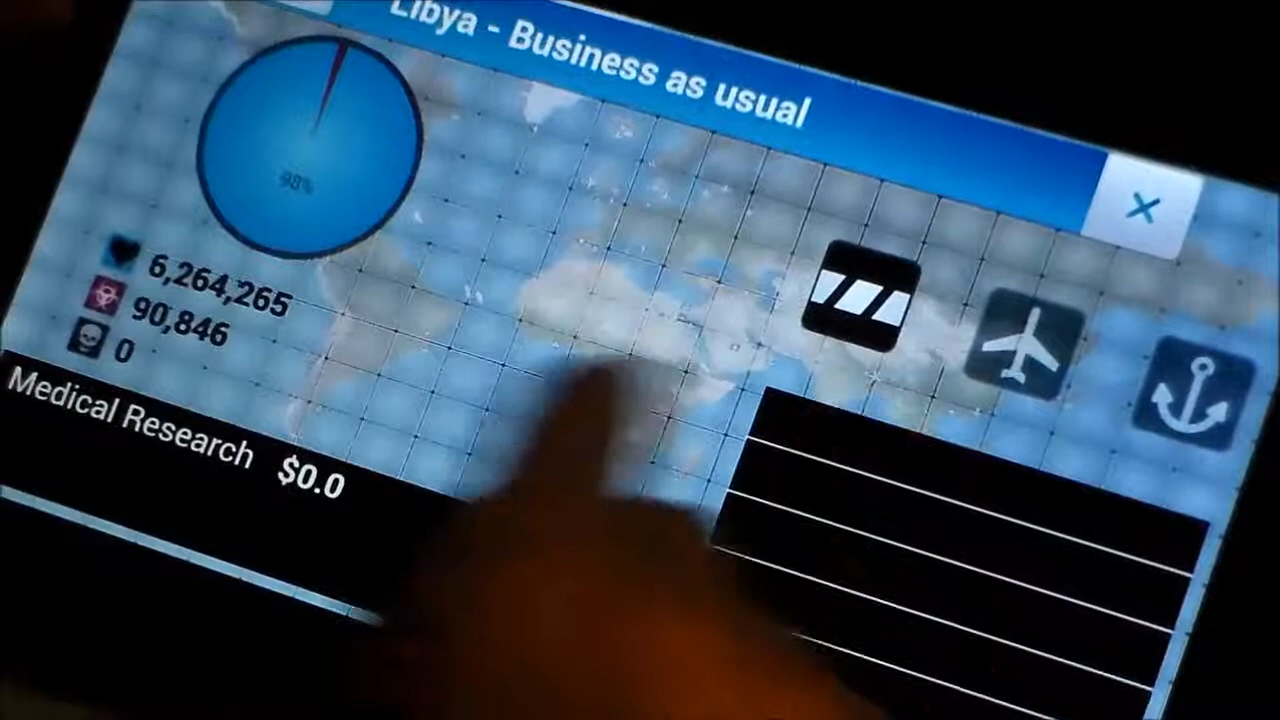 Libya - Business as usual
98%
6,264,265
90,846
0
Medical Research $0.0